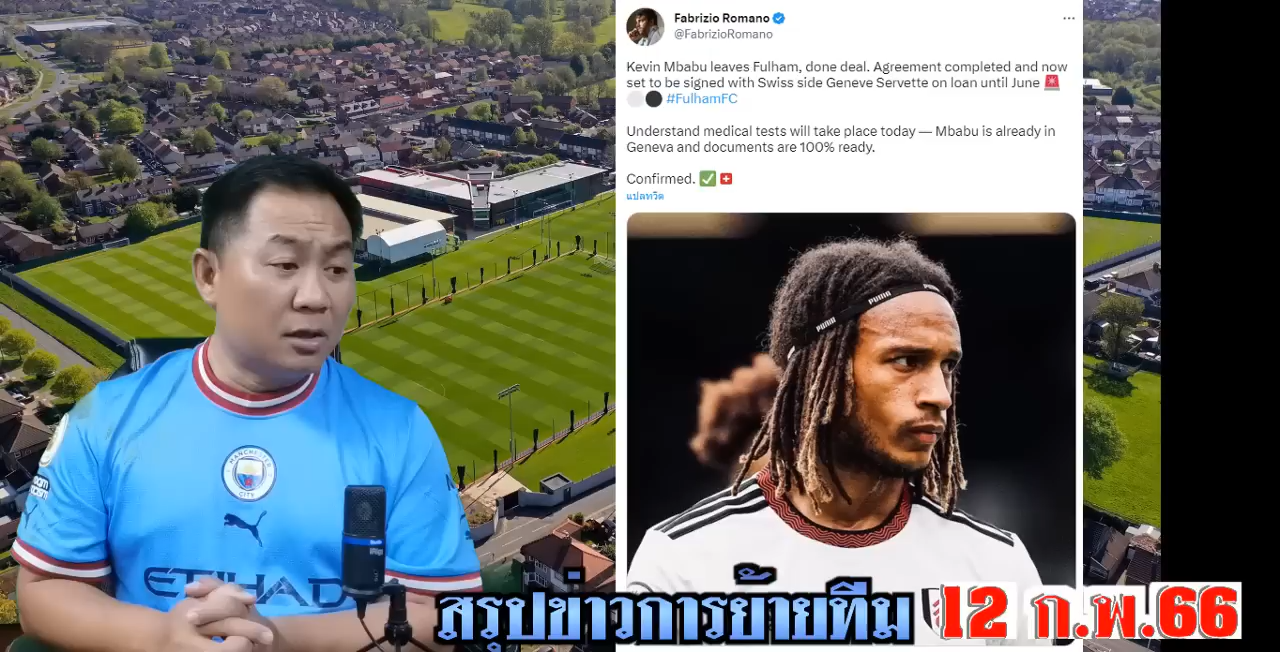 Fabrizio Romano
@FabrizioRomano
Kevin Mbabu leaves Fulham, done deal. Agreement completed and now
set to be signed with Swiss side Geneve Servette on loan until June 🚨
⚪⚫ #FulhamFC
Understand medical tests will take place today — Mbabu is already in
Geneva and documents are 100% ready.
Confirmed. ✅🇨🇭
แปลทวีต
PUMA PUMA
MANCHESTER
CITY
ETIHAD
สรุปข่าวการย้ายทีม 12 ก.พ.66